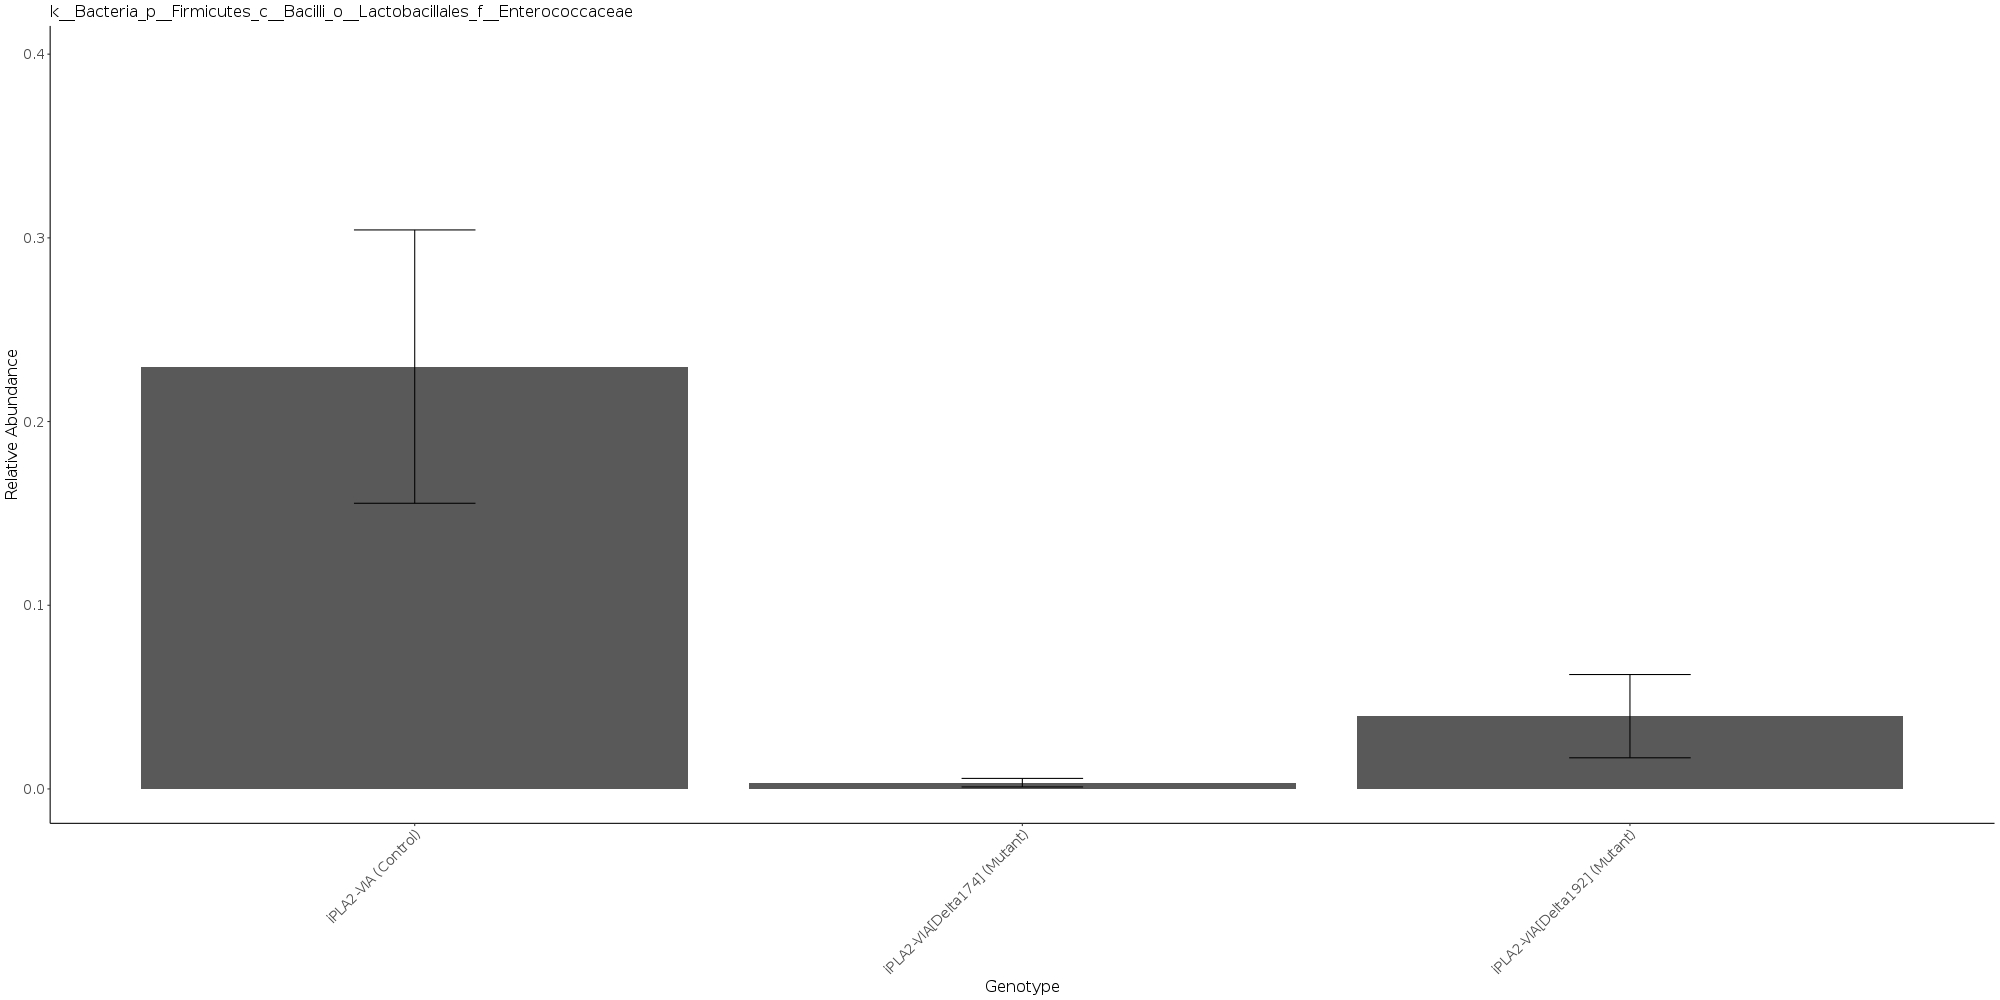 k__Bacteria_p__Firmicutes_c__Bacilli_o__Lactobacillales_f__Enterococcaceae
Relative Abundance
0.4
0.3
0.2
0.1
0.0
iPLA2-VIA (Control)
iPLA2-VIA[Delta174] (Mutant)
iPLA2-VIA[Delta192] (Mutant)
Genotype